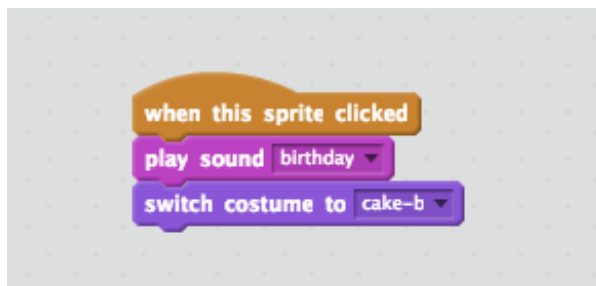 when this sprite clicked
play sound birthday
switch costume to cake-b